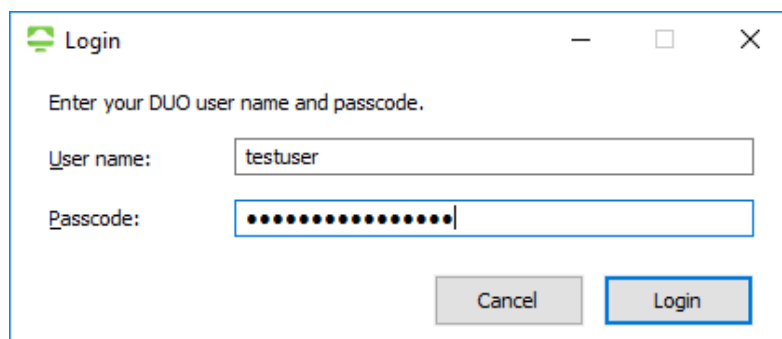 Login
Enter your DUO user name and passcode.
User name: testuser
Passcode: ••••••••••••••••
Cancel Login